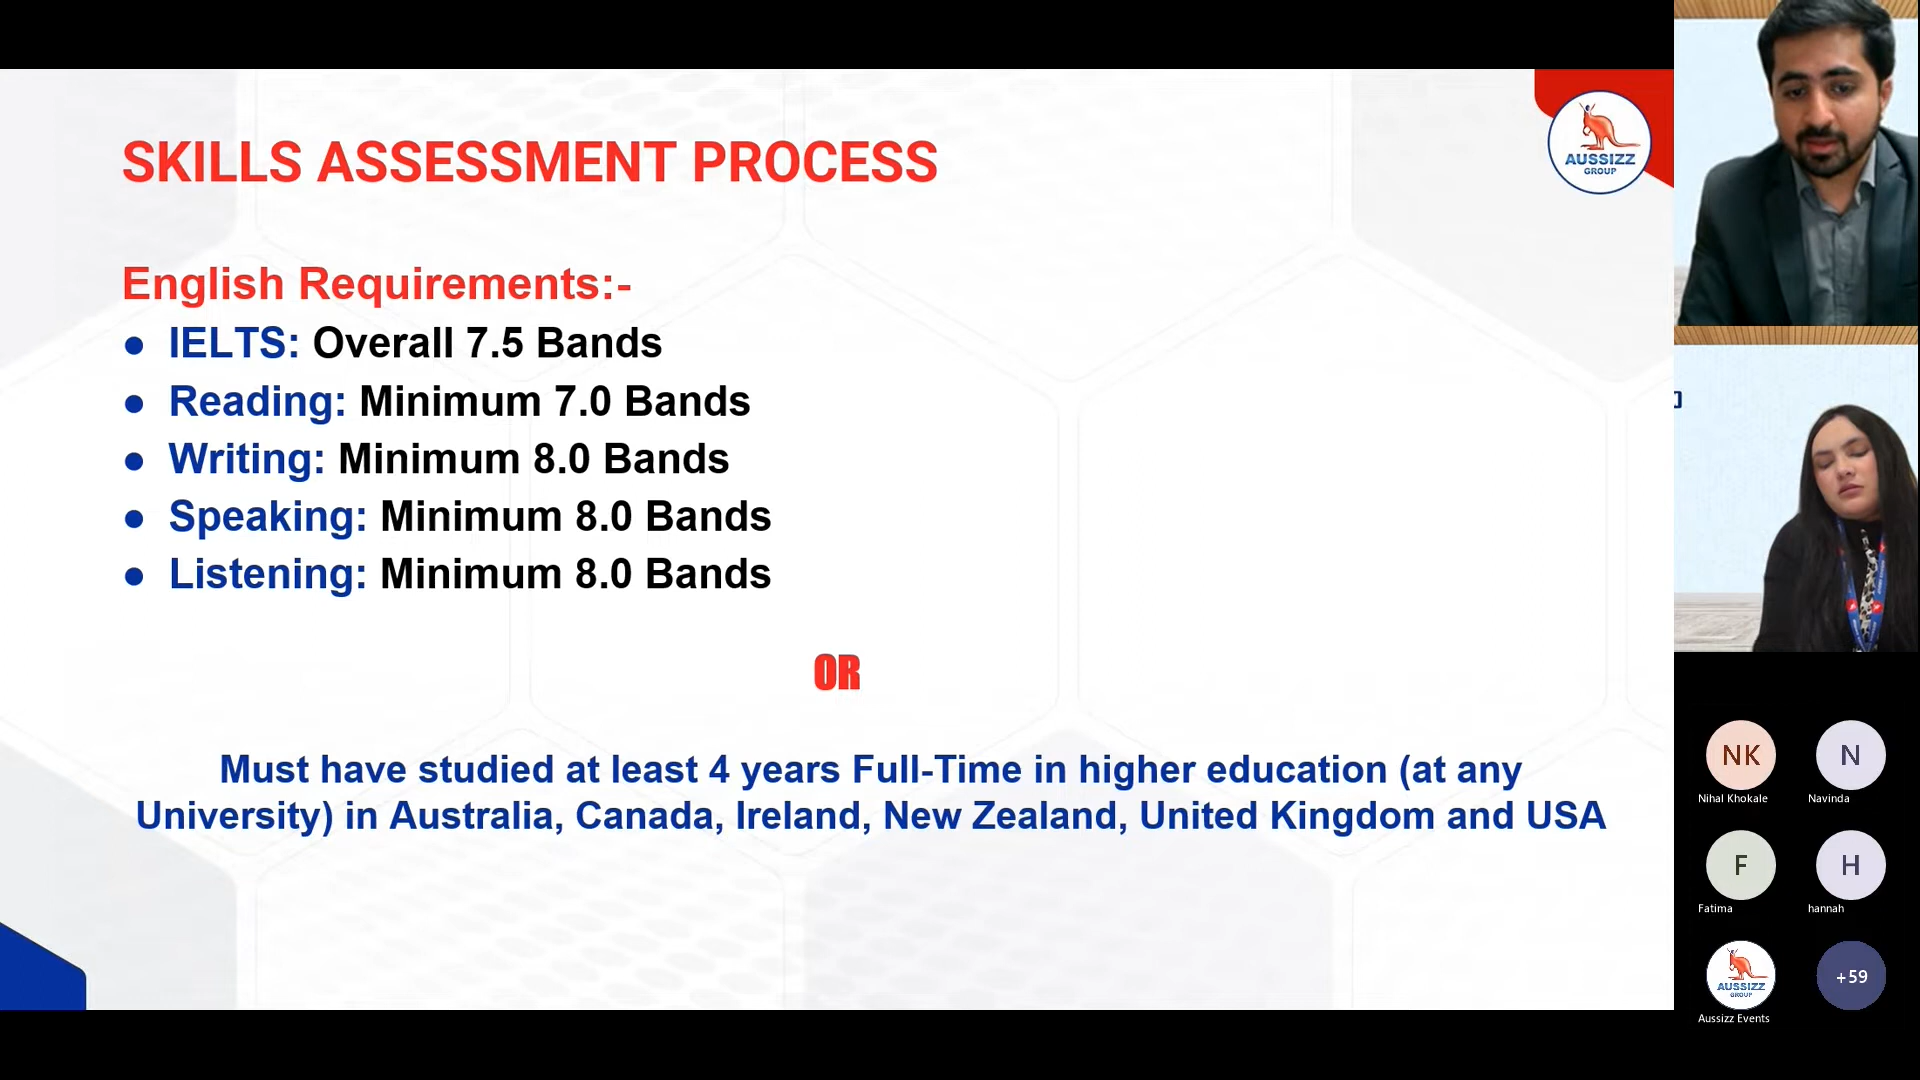 SKILLS ASSESSMENT PROCESS
AUSSIZZ
GROUP
English Requirements:-
● IELTS: Overall 7.5 Bands
● Reading: Minimum 7.0 Bands
● Writing: Minimum 8.0 Bands
● Speaking: Minimum 8.0 Bands
● Listening: Minimum 8.0 Bands
OR
Must have studied at least 4 years Full-Time in higher education (at any
University) in Australia, Canada, Ireland, New Zealand, United Kingdom and USA
NK
N
Nihal Khokale
Navinda
F
H
Fatima
hannah
AUSSIZZ
GROUP
+59
Aussizz Events